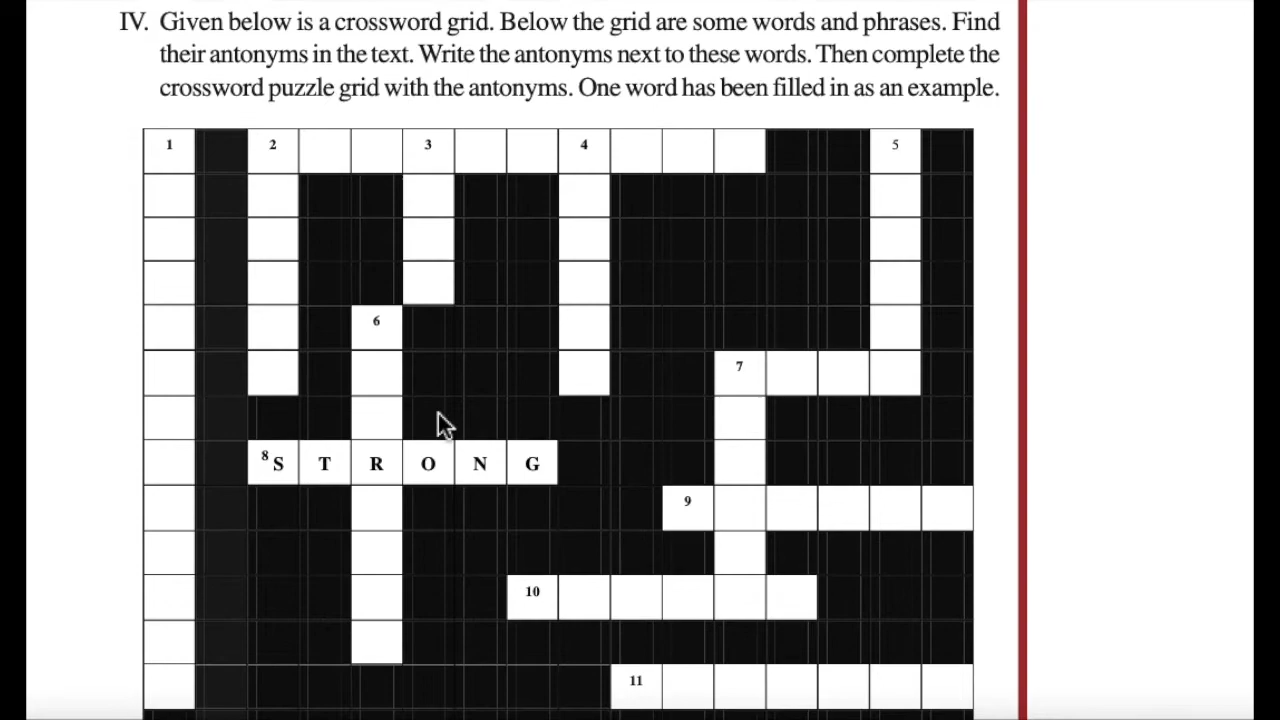 IV. Given below is a crossword grid. Below the grid are some words and phrases. Find
their antonyms in the text. Write the antonyms next to these words. Then complete the
crossword puzzle grid with the antonyms. One word has been filled in as an example.
1 2 3 4 5
6
7
8 S T R O N G
9
10
11